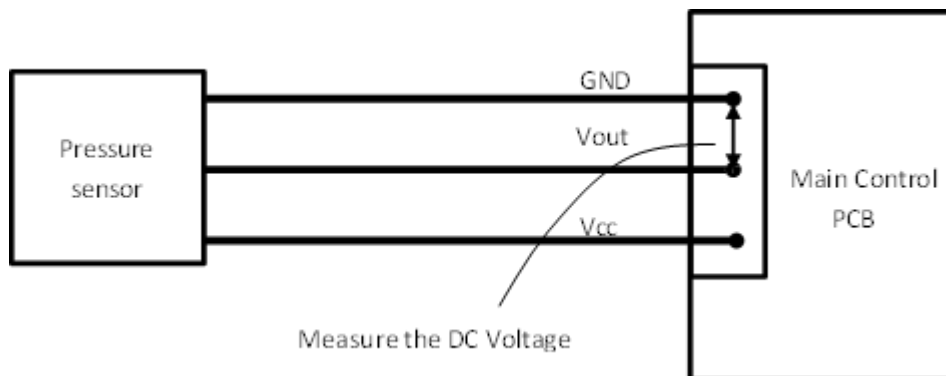 GND
Vout
Vcc
Pressure
sensor
Main Control
PCB
Measure the DC Voltage